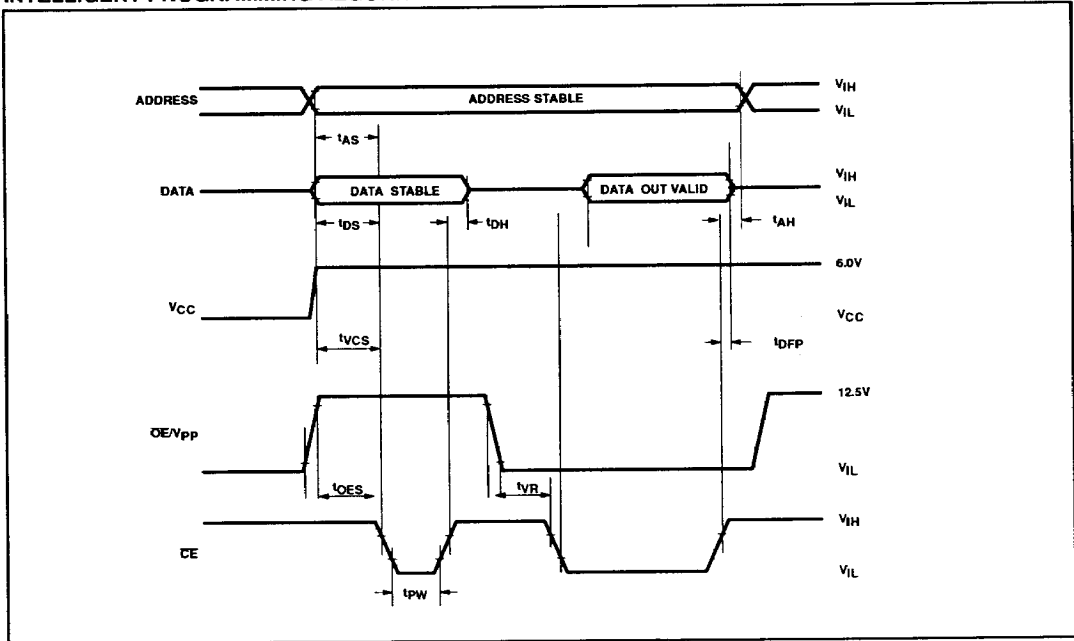 ADDRESS
ADDRESS STABLE
VIH
VIL
tAS
DATA
DATA STABLE
DATA OUT VALID
VIH
VIL
tDS
tDH
tAH
6.0V
VCC
VCC
tVCS
tDFP
12.5V
OE/VPP
VIL
tOES
tVR
VIH
CE
VIL
tPW